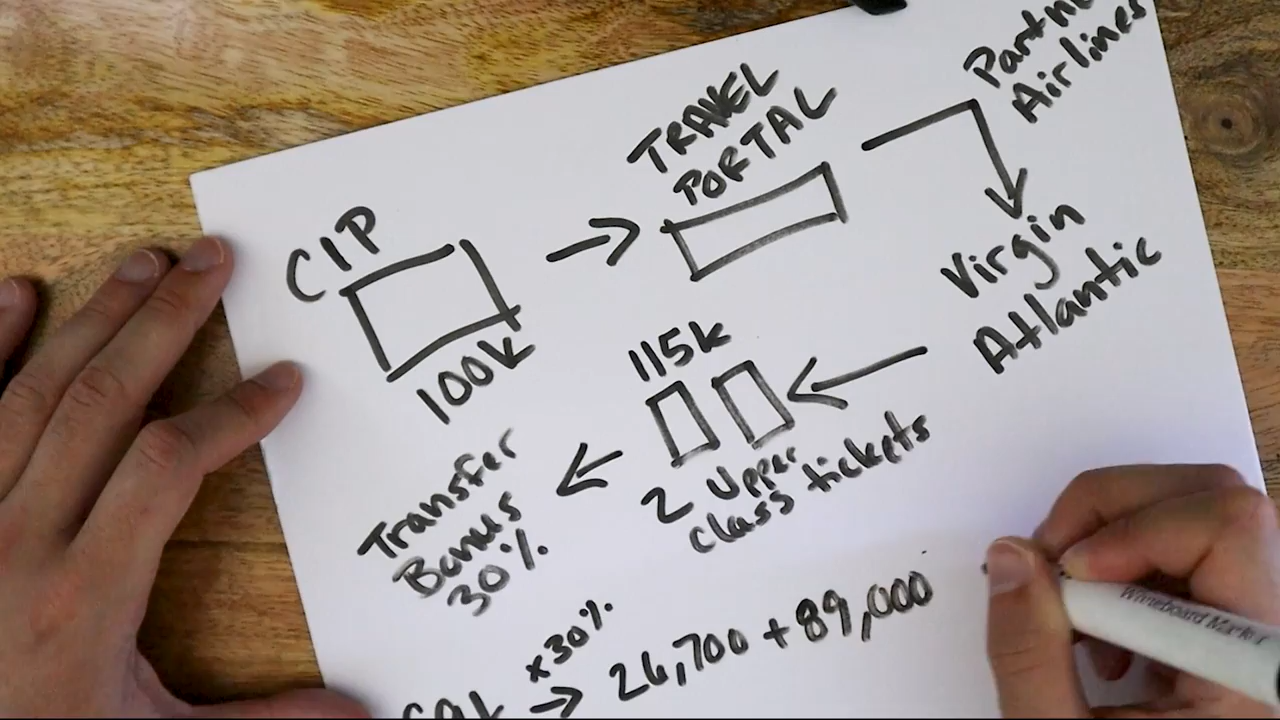 CIP
100k
TRAVEL
PORTAL
Airlines
Virgin
Atlantic
115k
2 Upper
class tickets
Transfer
Bonus
30%
x30%
26,700 + 89,000
Whiteboard Marker